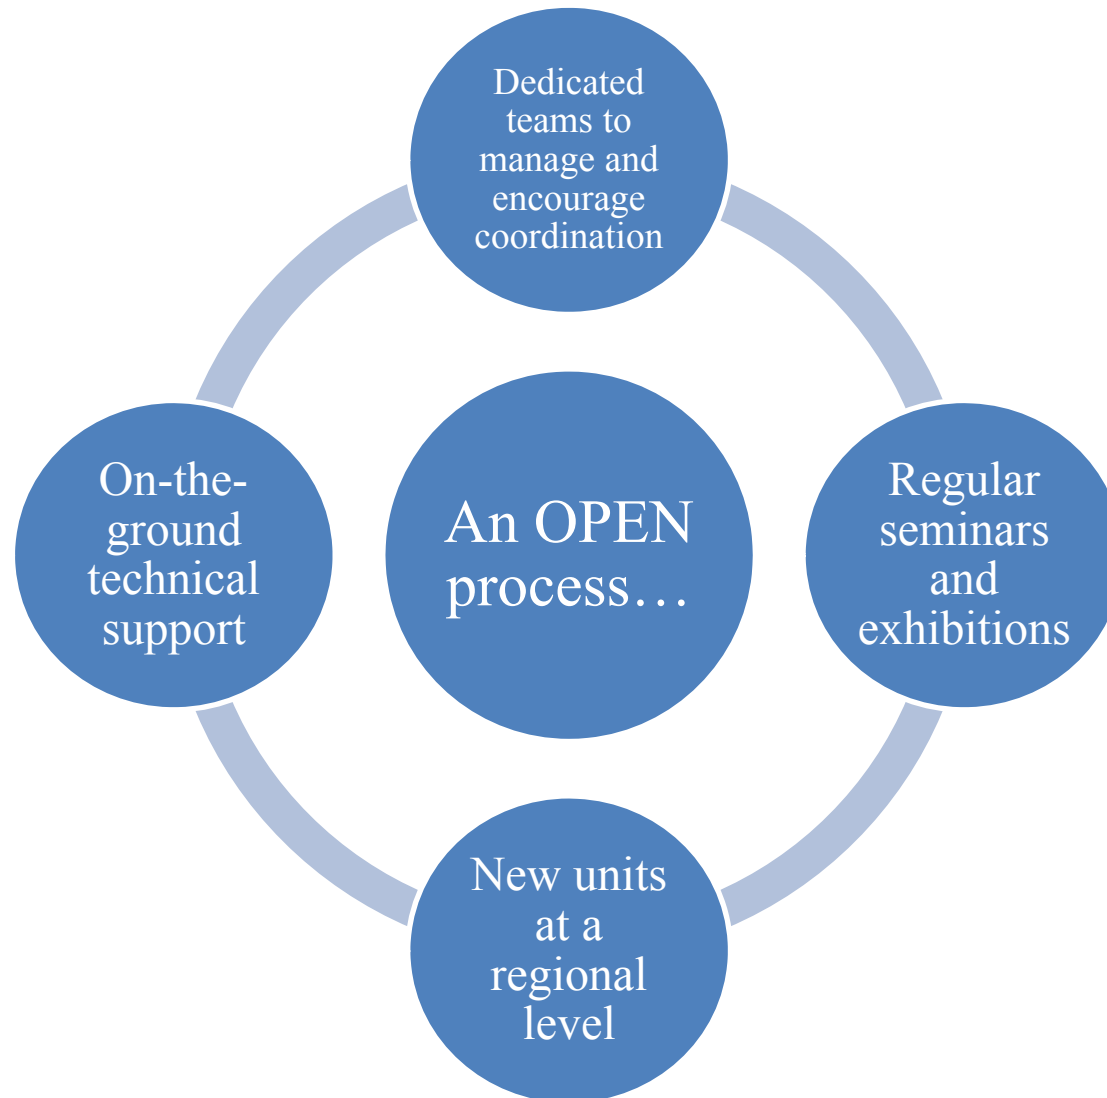 Dedicated
teams to
manage and
encourage
coordination
On-the-
ground
technical
support
An OPEN
process…
Regular
seminars
and
exhibitions
New units
at a
regional
level